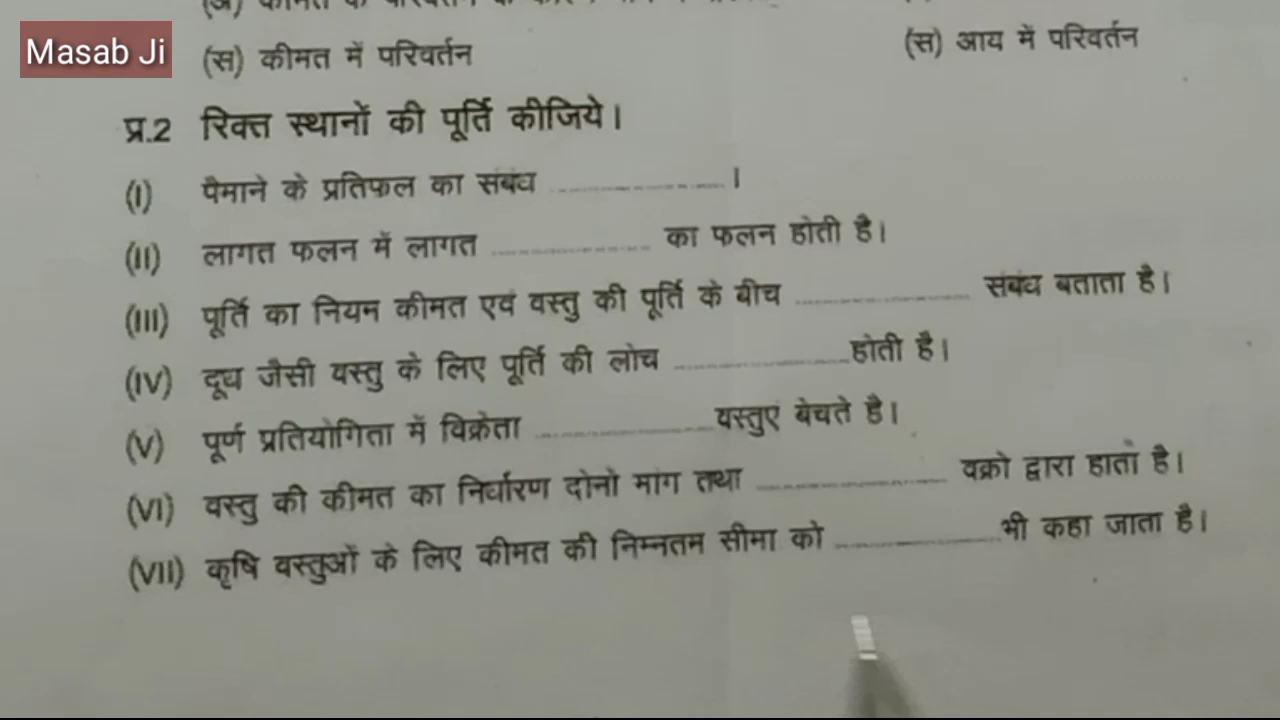 Masab Ji
(स) कीमत में परिवर्तन (स) आय में परिवर्तन
प्र.2 रिक्त स्थानों की पूर्ति कीजिये।
(I) पैमाने के प्रतिफल का संबंध ..................।
(II) लागत फलन में लागत .................. का फलन होती है।
(III) पूर्ति का नियम कीमत एवं वस्तु की पूर्ति के बीच .................. संबंध बताता है।
(IV) दूध जैसी वस्तु के लिए पूर्ति की लोच ..................होती है।
(V) पूर्ण प्रतियोगिता में विक्रेता ..................वस्तुएं बेचते है।
(VI) वस्तु की कीमत का निर्धारण दोनो मांग तथा .................. वक्रो द्वारा हाता है।
(VII) कृषि वस्तुओं के लिए कीमत की निम्नतम सीमा को ..................भी कहा जाता है।